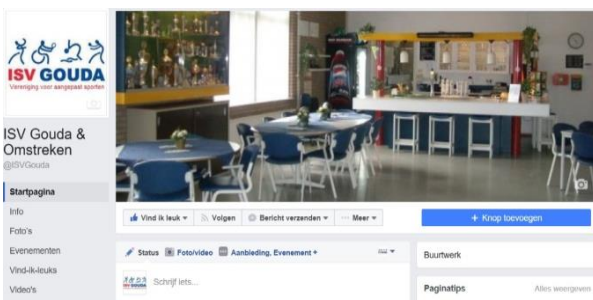 ISV GOUDA
Vereniging voor aangepast sporten
ISV Gouda &
Omstreken
@ISVGouda
Startpagina
Info
Foto's
Evenementen
Vind-ik-leuks
Video's
Vind ik leuk
Volgen
Bericht verzenden
Meer
+ Knop toevoegen
Status
Foto/video
Aanbieding, Evenement +
ISV GOUDA
Schrijf iets...
Buurtwerk
Paginatips
Alles weergeven